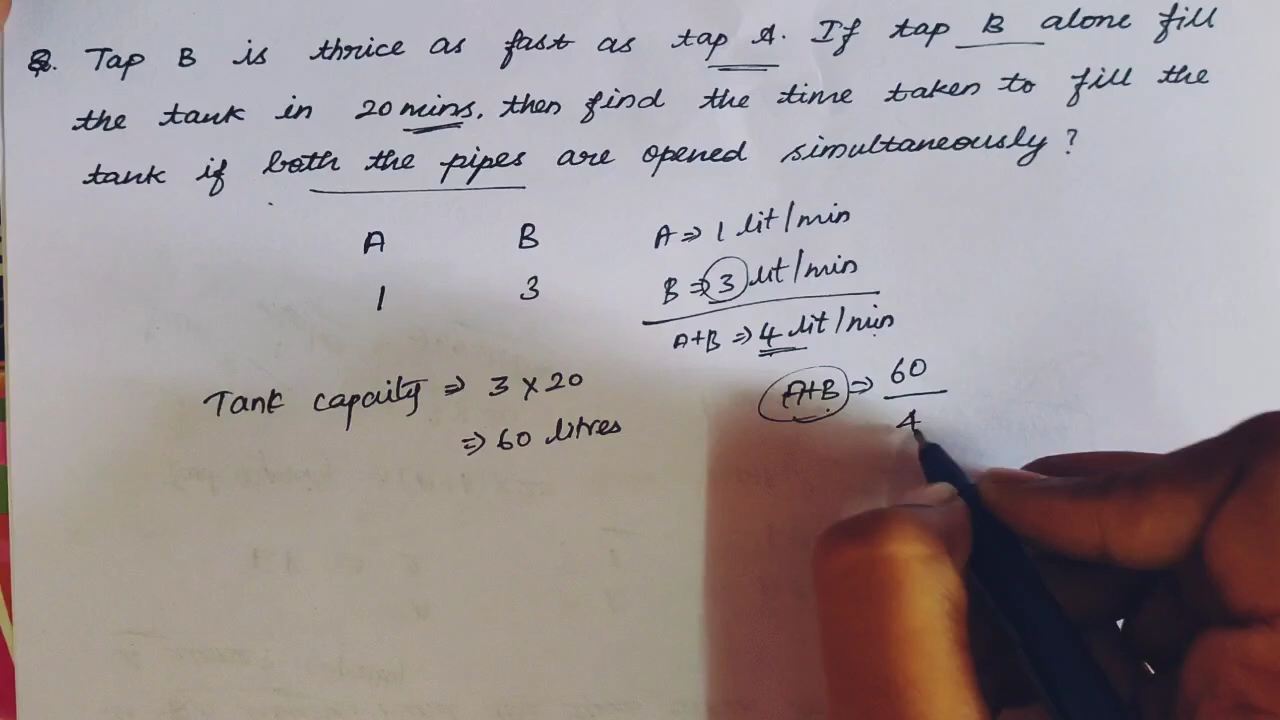 Q. Tap B is thrice as fast as tap A. If tap B alone fill
the tank in 20 mins, then find the time taken to fill the
tank if both the pipes are opened simultaneously?
A B
1 3
A ⇒ 1 lit/min
B ⇒ 3 lit/min
A+B ⇒ 4 lit/min
Tank capcity ⇒ 3 × 20
⇒ 60 litres
A+B ⇒ 60
4